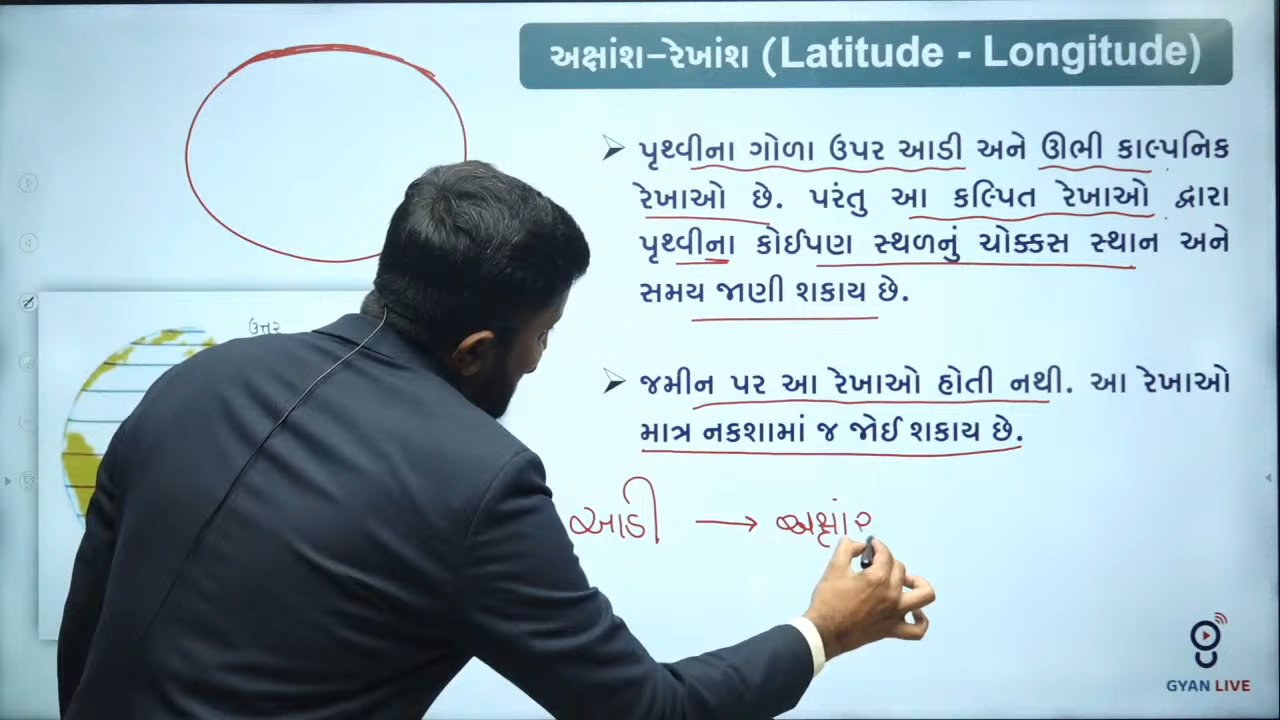 અક્ષાંશ-રેખાંશ (Latitude - Longitude)
➢ પૃથ્વીના ગોળા ઉપર આડી અને ઊભી કાલ્પનિક
રેખાઓ છે. પરંતુ આ કલ્પિત રેખાઓ દ્વારા
પૃથ્વીના કોઈપણ સ્થળનું ચોક્કસ સ્થાન અને
સમય જાણી શકાય છે.
➢ જમીન પર આ રેખાઓ હોતી નથી. આ રેખાઓ
માત્ર નકશામાં જ જોઈ શકાય છે.
ઉત્તર
આડી → અક્ષાંશ
GYAN LIVE